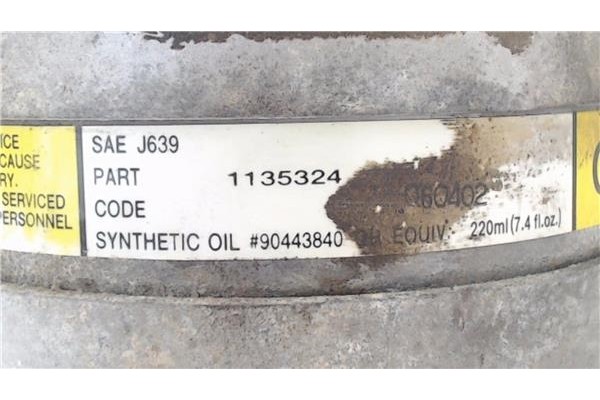 ICE
CAUSE
RY.
SERVICED
PERSONNEL
SAE J639
PART 1135324
CODE 060402
SYNTHETIC OIL #90443840 OR EQUIV. 220ml (7.4 fl.oz.)